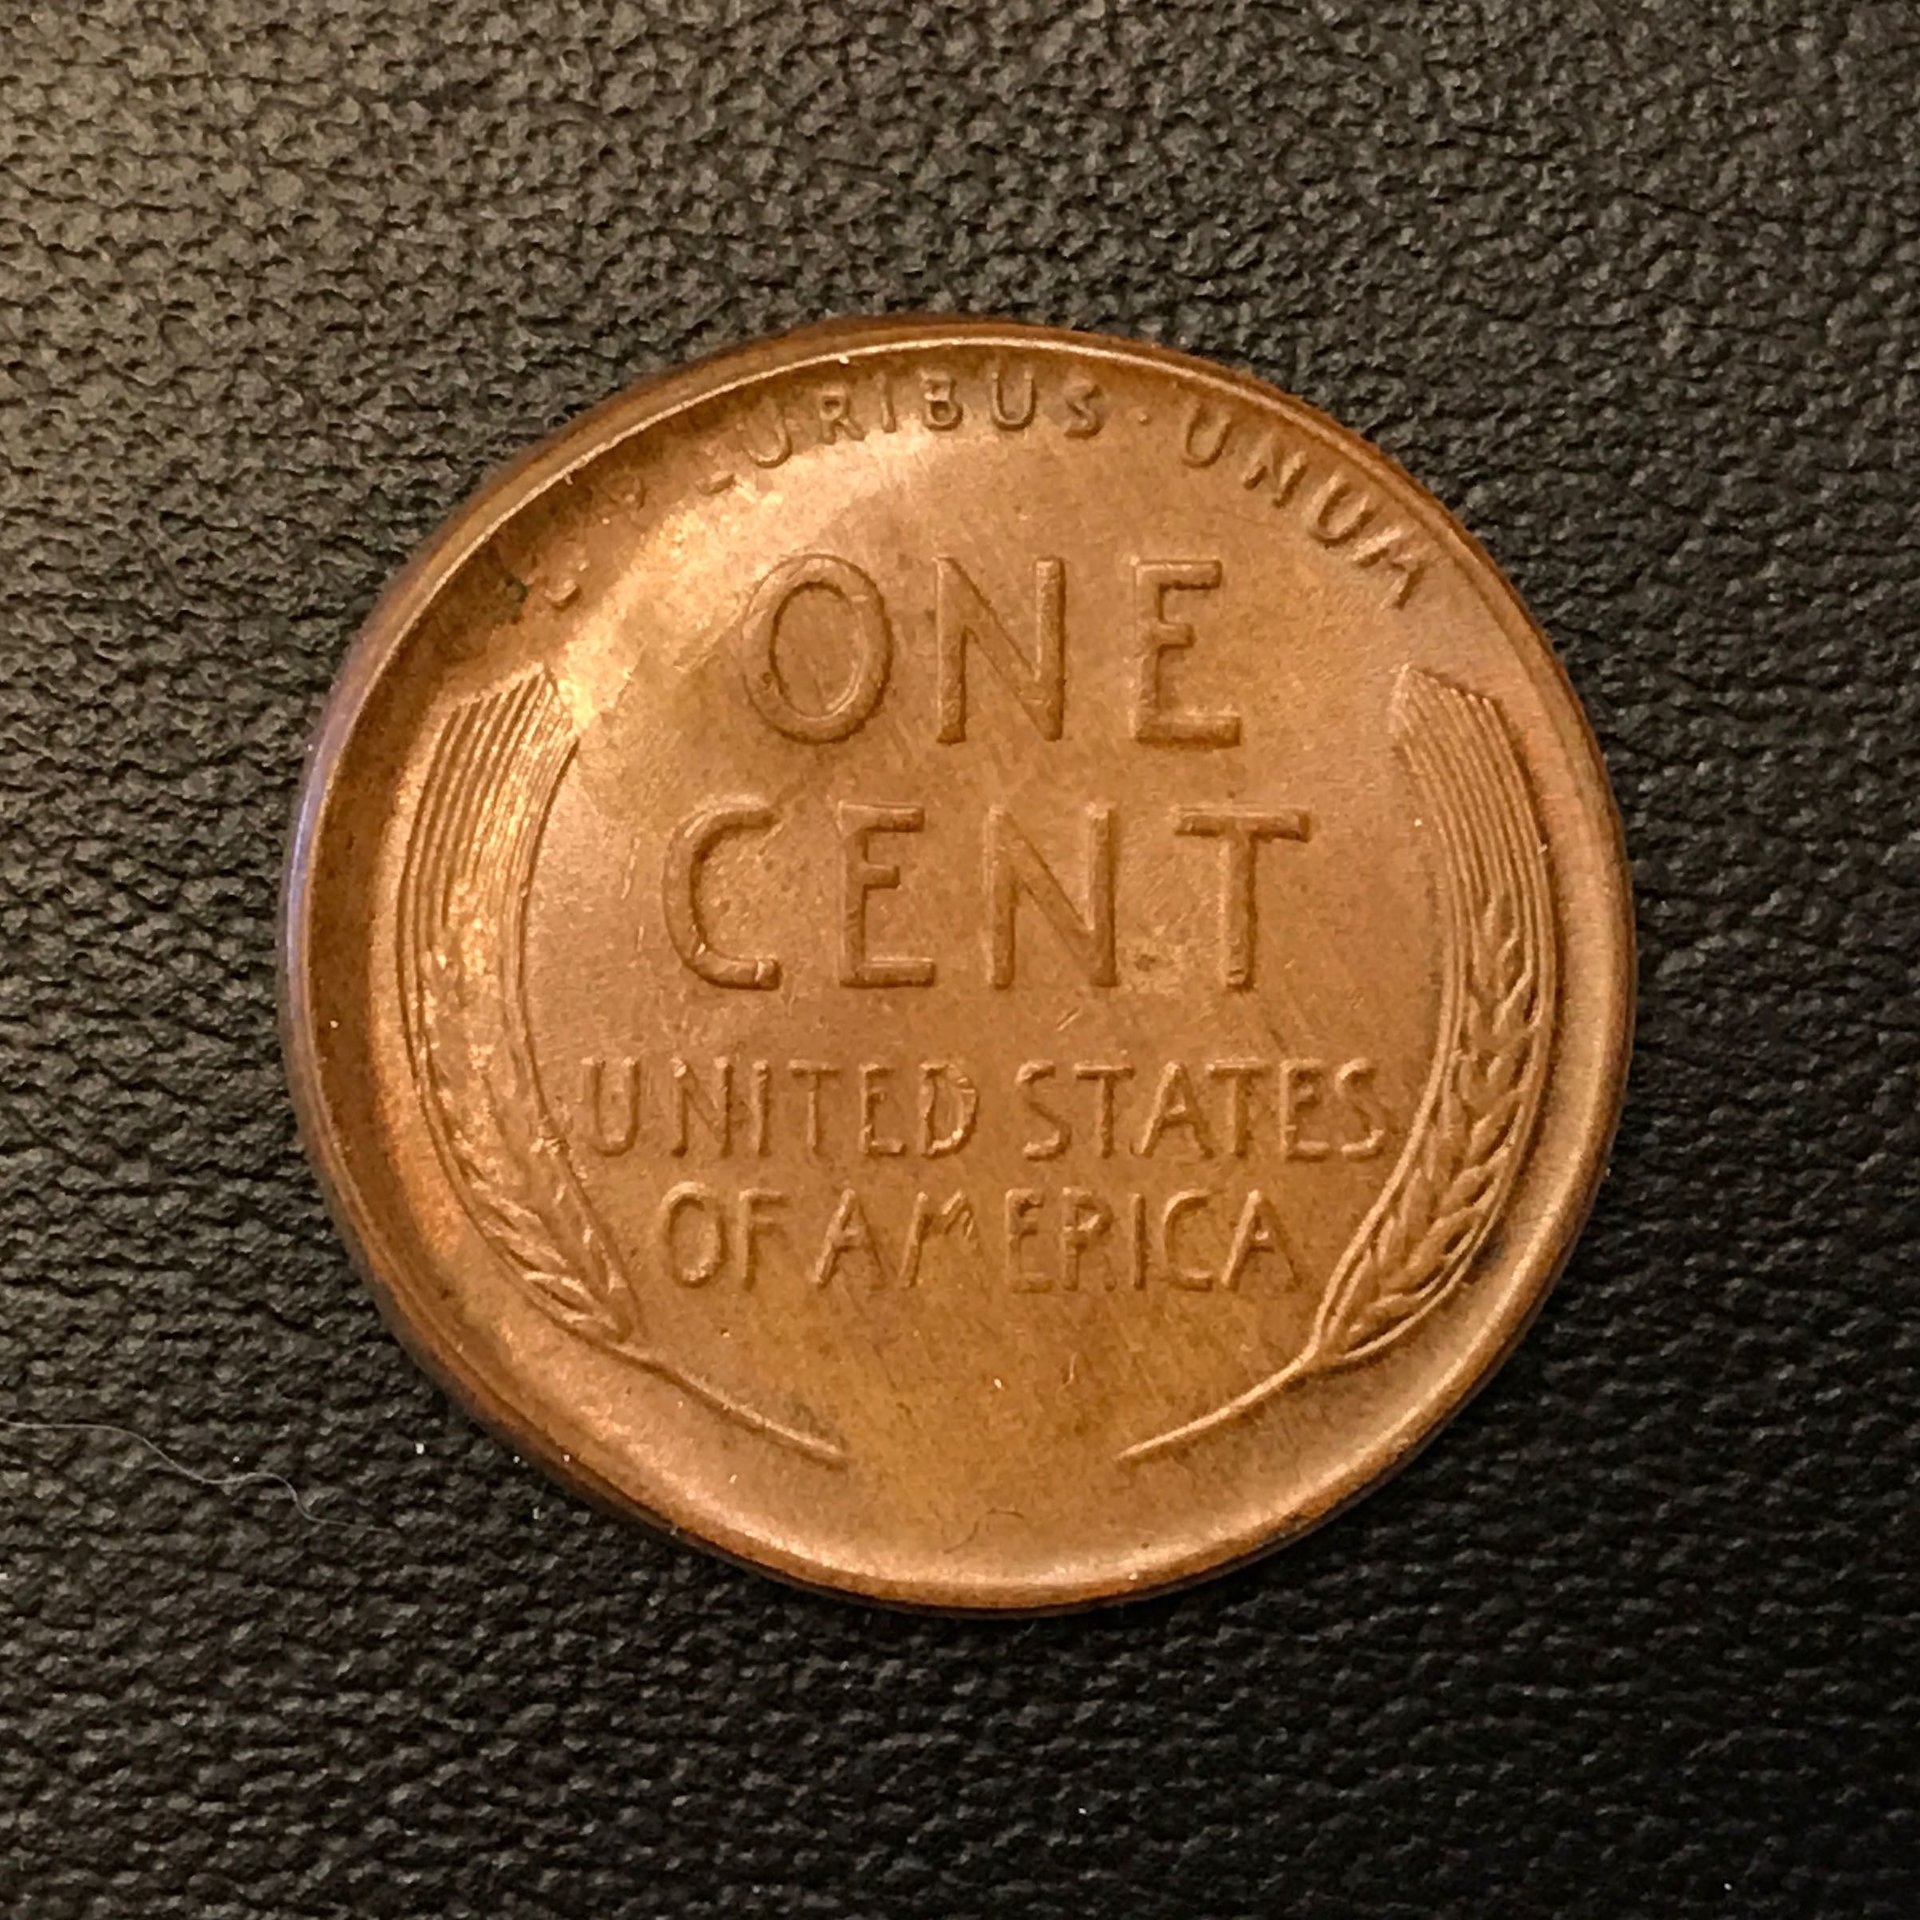 URIBUS · UNUM
ONE
CENT
UNITED STATES
OF AMERICA